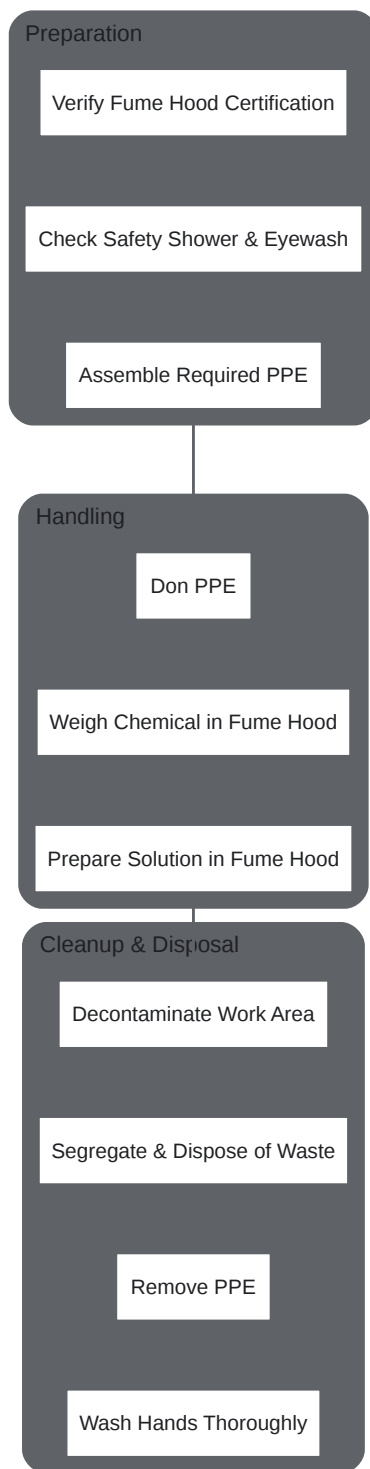 Preparation
Verify Fume Hood Certification
Check Safety Shower & Eyewash
Assemble Required PPE
Handling
Don PPE
Weigh Chemical in Fume Hood
Prepare Solution in Fume Hood
Cleanup & Disposal
Decontaminate Work Area
Segregate & Dispose of Waste
Remove PPE
Wash Hands Thoroughly